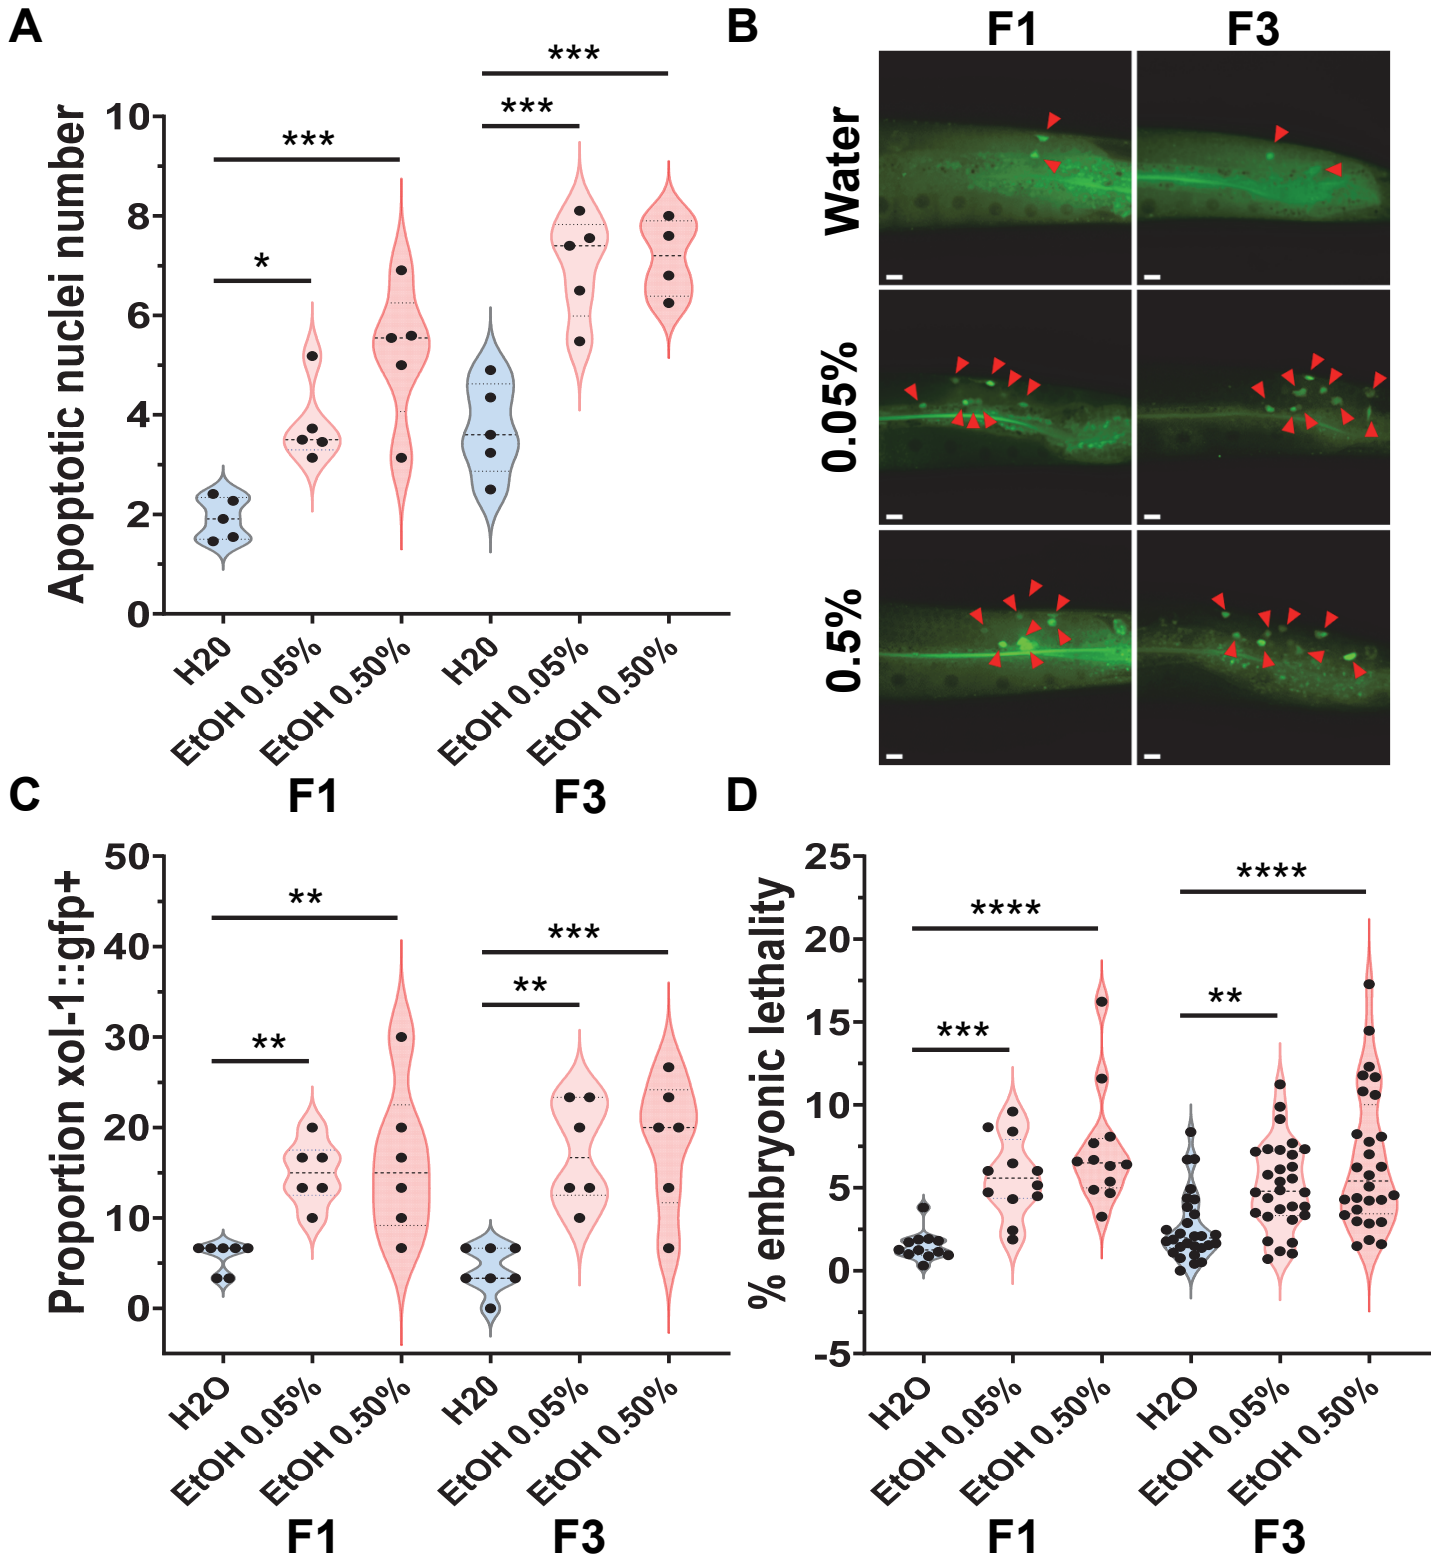 A
Apoptotic nuclei number
10
8
6
4
2
0
*
***
***
***
H20
EtOH 0.05%
EtOH 0.50%
H20
EtOH 0.05%
EtOH 0.50%
F1
F3
B
F1
F3
Water
0.05%
0.5%
C
Proportion xol-1::gfp+
50
40
30
20
10
0
**
**
***
**
H2O
EtOH 0.05%
EtOH 0.50%
H20
EtOH 0.05%
EtOH 0.50%
F1
F3
D
% embryonic lethality
25
20
15
10
5
0
-5
****
***
****
**
H2O
EtOH 0.05%
EtOH 0.50%
H2O
EtOH 0.05%
EtOH 0.50%
F1
F3